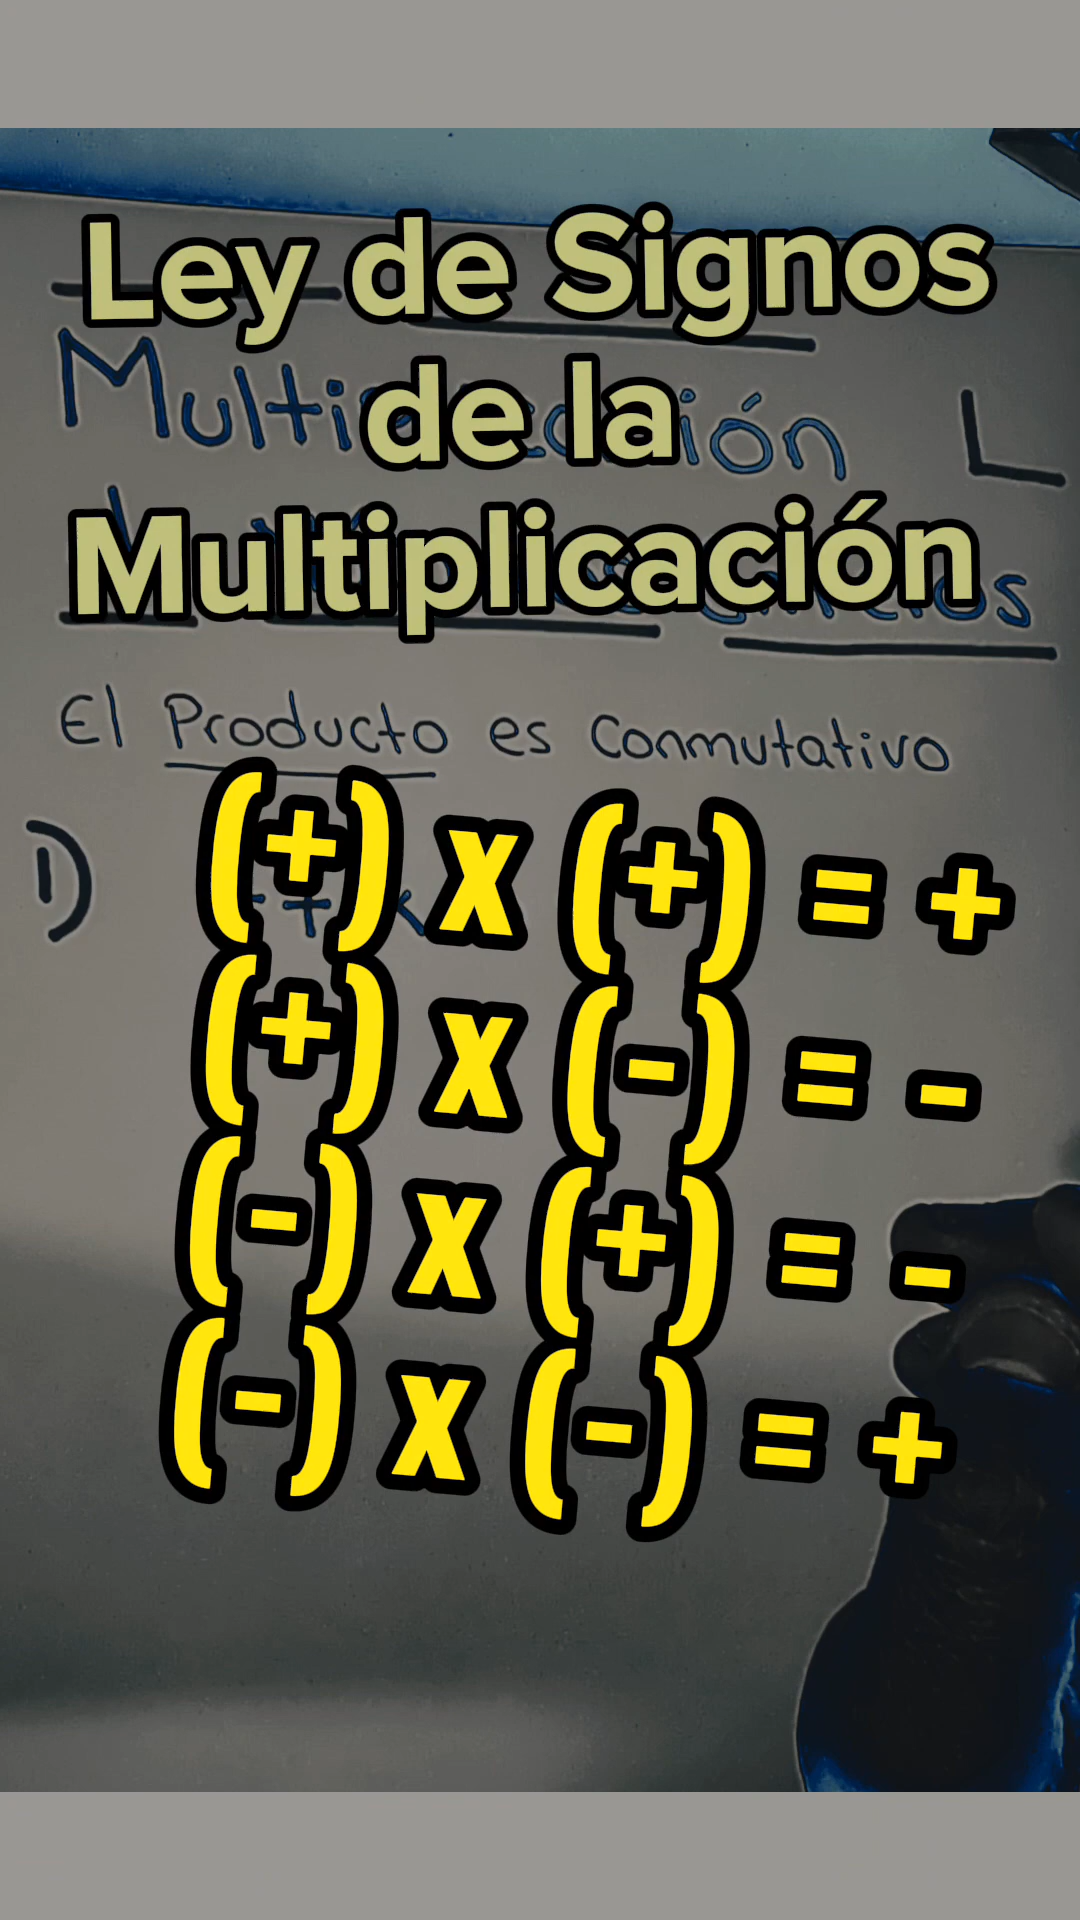 Ley de Signos
de la
Multiplicación
El Producto es Conmutativo
1)
(+) x (+) = +
(+) x (-) = -
(-) x (+) = -
(-) x (-) = +